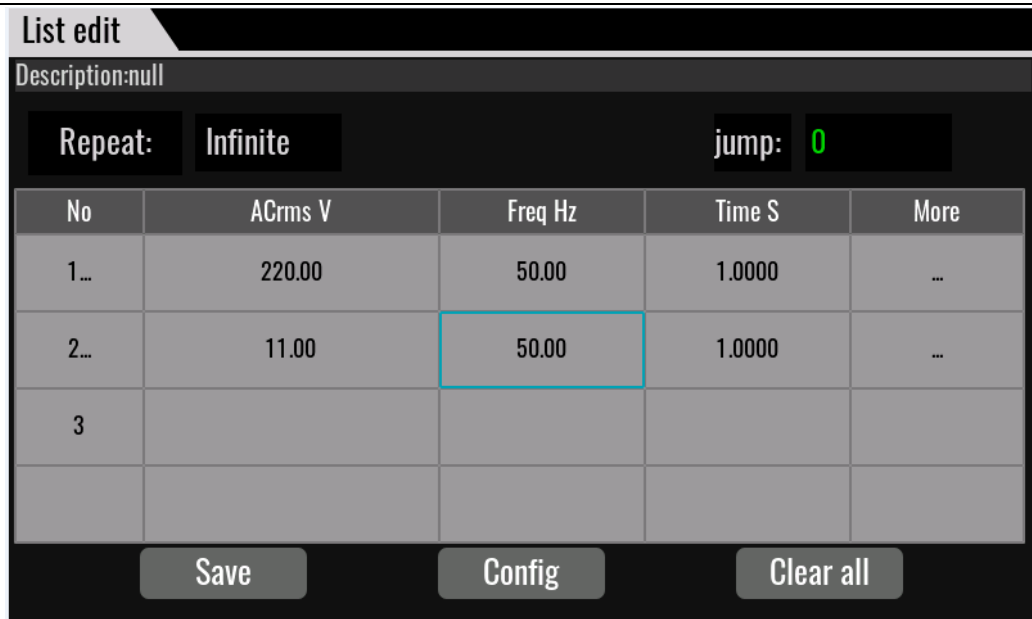 List edit
Description:null
Repeat: Infinite jump: 0
No ACrms V Freq Hz Time S More
1... 220.00 50.00 1.0000 ...
2... 11.00 50.00 1.0000 ...
3
Save Config Clear all